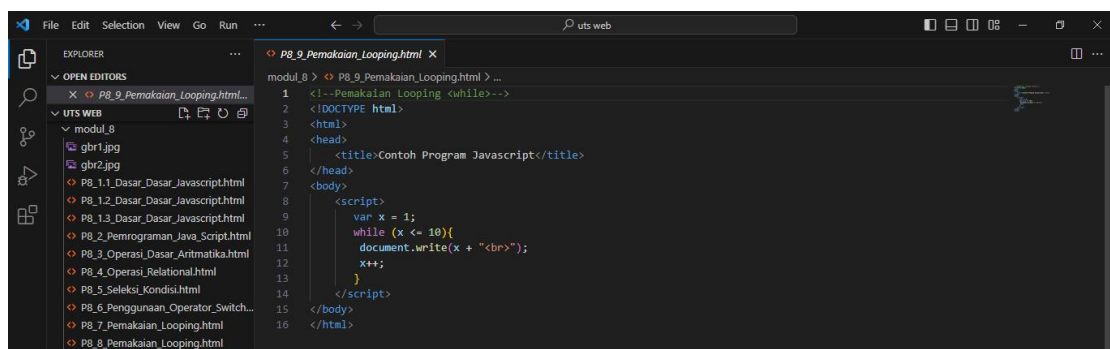 File Edit Selection View Go Run ··· uts web
EXPLORER ···
OPEN EDITORS
P8_9_Pemakaian_Looping.html...
UTS WEB
modul_8
gbr1.jpg
gbr2.jpg
P8_1.1_Dasar_Dasar_Javascript.html
P8_1.2_Dasar_Dasar_Javascript.html
P8_1.3_Dasar_Dasar_Javascript.html
P8_2_Pemrograman_Java_Script.html
P8_3_Operasi_Dasar_Aritmatika.html
P8_4_Operasi_Relational.html
P8_5_Seleksi_Kondisi.html
P8_6_Penggunaan_Operator_Switch...
P8_7_Pemakaian_Looping.html
P8_8_Pemakaian_Looping.html
P8_9_Pemakaian_Looping.html
modul_8 > P8_9_Pemakaian_Looping.html > ...
1 <!--Pemakaian Looping <while>-->
2 <!DOCTYPE html>
3 <html>
4 <head>
5 <title>Contoh Program Javascript</title>
6 </head>
7 <body>
8 <script>
9 var x = 1;
10 while (x <= 10){
11 document.write(x + "<br>");
12 x++;
13 }
14 </script>
15 </body>
16 </html>